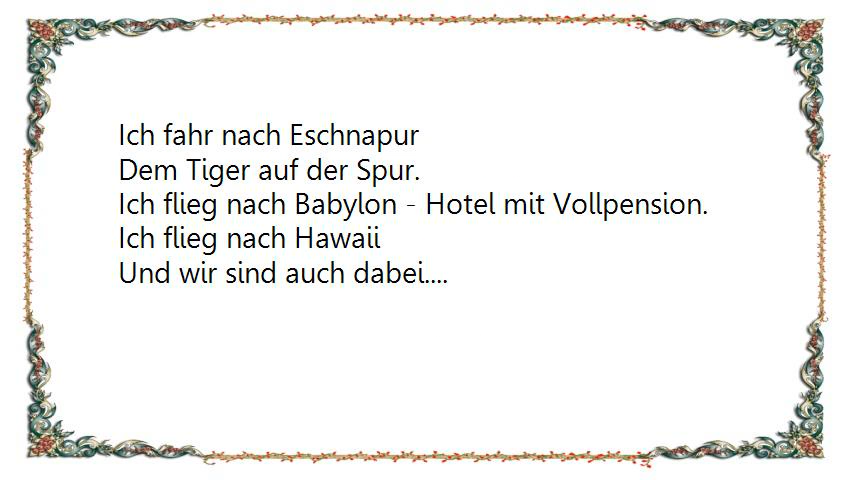 Ich fahr nach Eschnapur
Dem Tiger auf der Spur.
Ich flieg nach Babylon - Hotel mit Vollpension.
Ich flieg nach Hawaii
Und wir sind auch dabei....